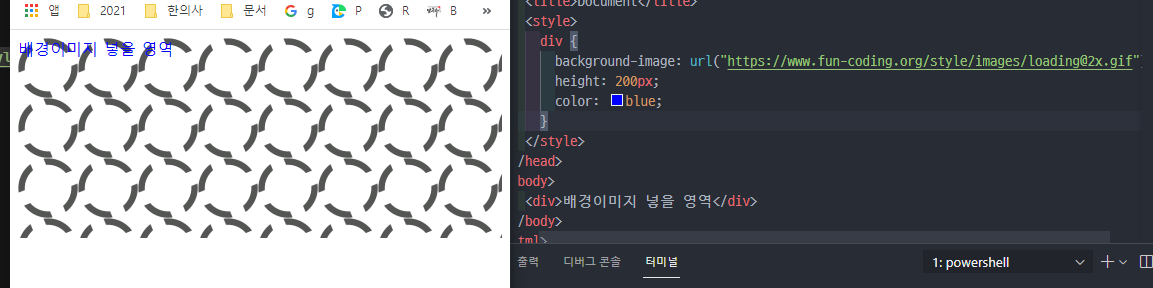 앱 2021 한의사 문서 g P R B »
배경이미지 넣을 영역
<title>Document</title>
<style>
div {
background-image: url("https://www.fun-coding.org/style/images/loading@2x.gif")
height: 200px;
color: blue;
}
</style>
/head>
body>
<div>배경이미지 넣을 영역</div>
/body>
tml>
출력 디버그 콘솔 터미널 1: powershell